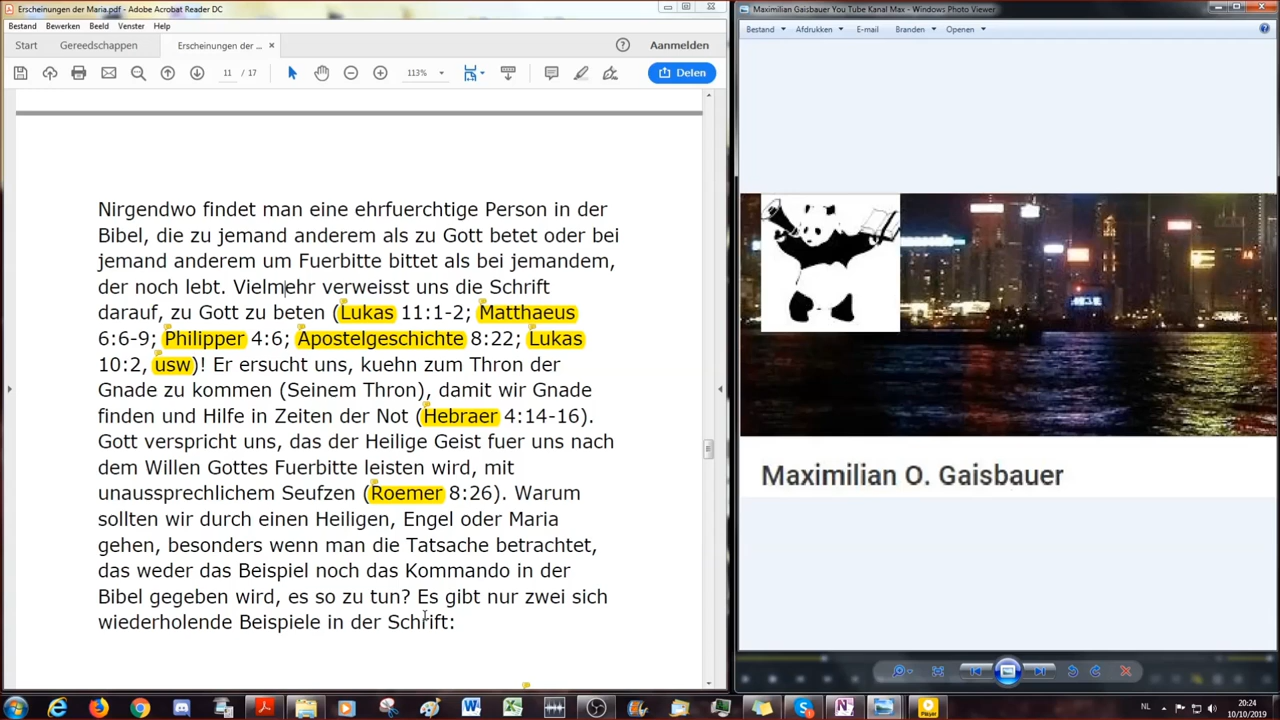 Erscheinungen der Maria.pdf - Adobe Acrobat Reader DC
Bestand Bewerken Beeld Venster Help
Start Gereedschappen Erscheinungen der ... × Aanmelden
11 / 17 113% Delen
Nirgendwo findet man eine ehrfuerchtige Person in der
Bibel, die zu jemand anderem als zu Gott betet oder bei
jemand anderem um Fuerbitte bittet als bei jemandem,
der noch lebt. Vielmehr verweisst uns die Schrift
darauf, zu Gott zu beten (Lukas 11:1-2; Matthaeus
6:6-9; Philipper 4:6; Apostelgeschichte 8:22; Lukas
10:2, usw)! Er ersucht uns, kuehn zum Thron der
Gnade zu kommen (Seinem Thron), damit wir Gnade
finden und Hilfe in Zeiten der Not (Hebraer 4:14-16).
Gott verspricht uns, das der Heilige Geist fuer uns nach
dem Willen Gottes Fuerbitte leisten wird, mit
unaussprechlichem Seufzen (Roemer 8:26). Warum
sollten wir durch einen Heiligen, Engel oder Maria
gehen, besonders wenn man die Tatsache betrachtet,
das weder das Beispiel noch das Kommando in der
Bibel gegeben wird, es so zu tun? Es gibt nur zwei sich
wiederholende Beispiele in der Schrift:
Maximilian Gaisbauer You Tube Kanal Max - Windows Photo Viewer
Bestand Afdrukken E-mail Branden Openen
Maximilian O. Gaisbauer
NL 20:24
10/10/2019
Player